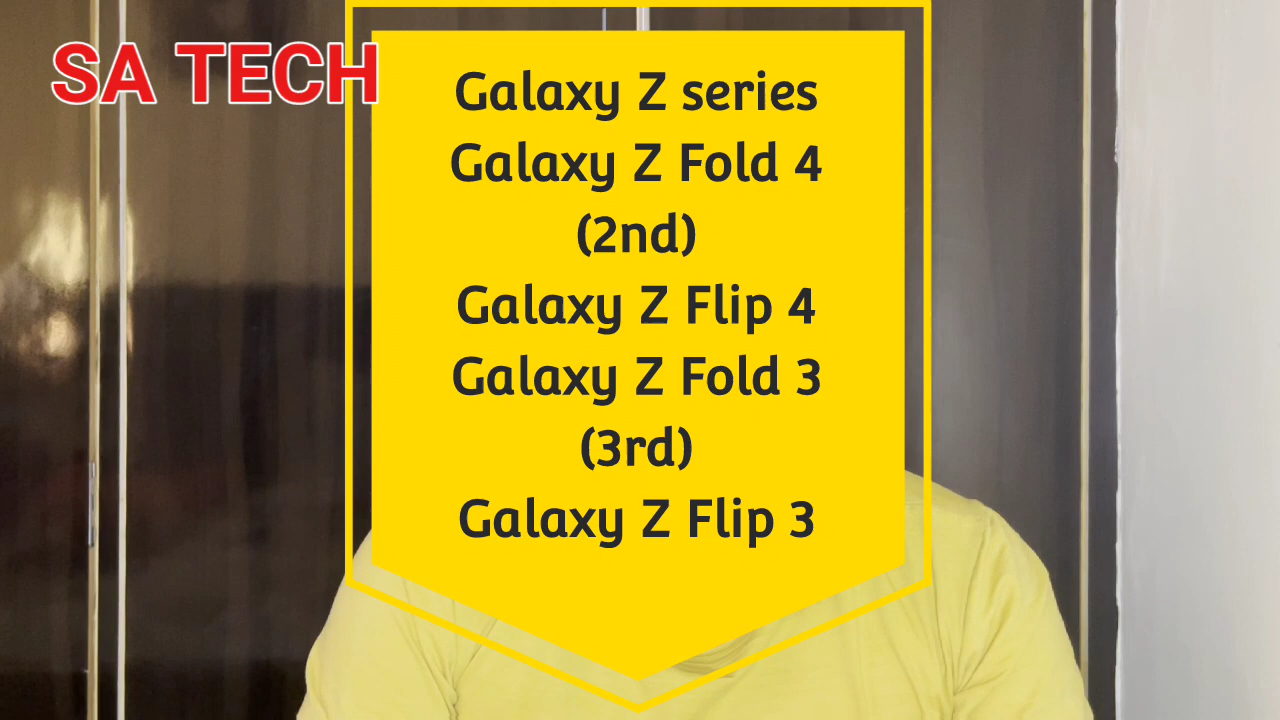 SA TECH
Galaxy Z series
Galaxy Z Fold 4
(2nd)
Galaxy Z Flip 4
Galaxy Z Fold 3
(3rd)
Galaxy Z Flip 3